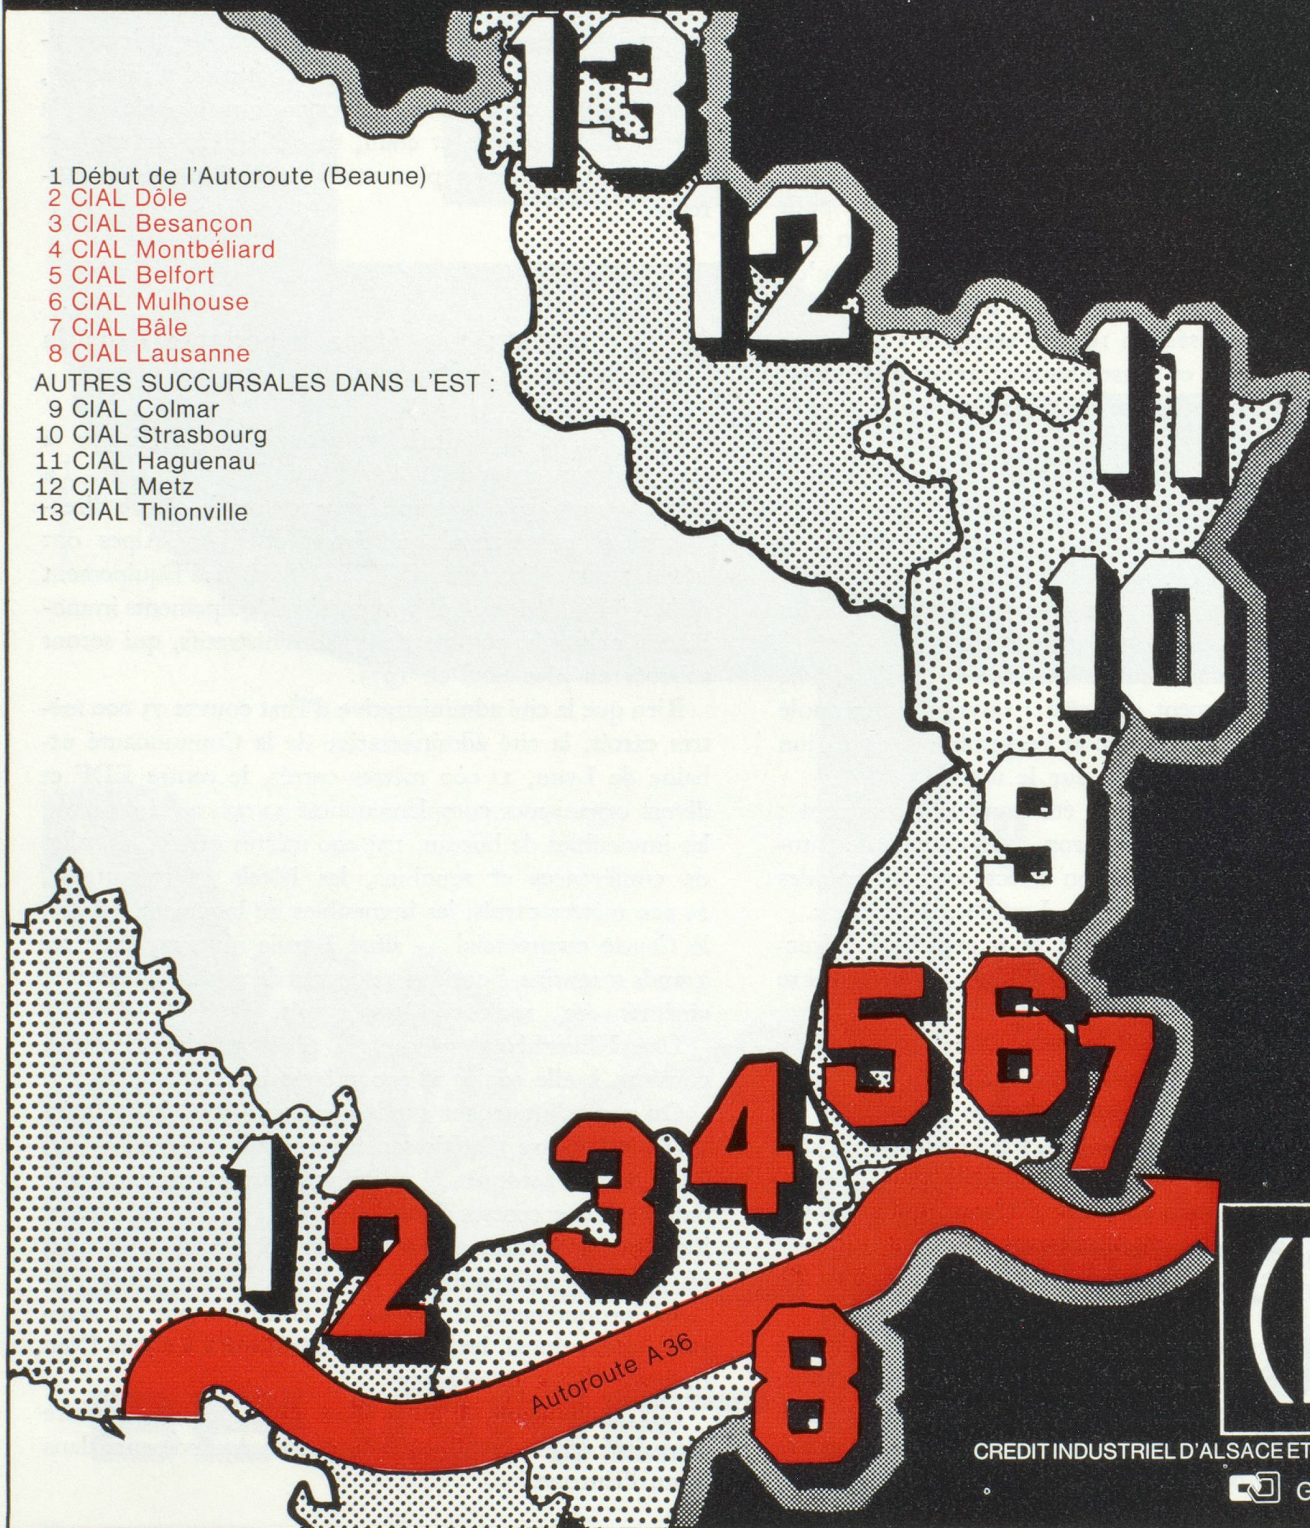 13
12
11
10
9
5 6 7
4
3
1
2
8
1 Début de l'Autoroute (Beaune)
2 CIAL Dôle
3 CIAL Besançon
4 CIAL Montbéliard
5 CIAL Belfort
6 CIAL Mulhouse
7 CIAL Bâle
8 CIAL Lausanne
AUTRES SUCCURSALES DANS L'EST :
9 CIAL Colmar
10 CIAL Strasbourg
11 CIAL Haguenau
12 CIAL Metz
13 CIAL Thionville
Autoroute A36
CREDIT INDUSTRIEL D'ALSACE ET
G